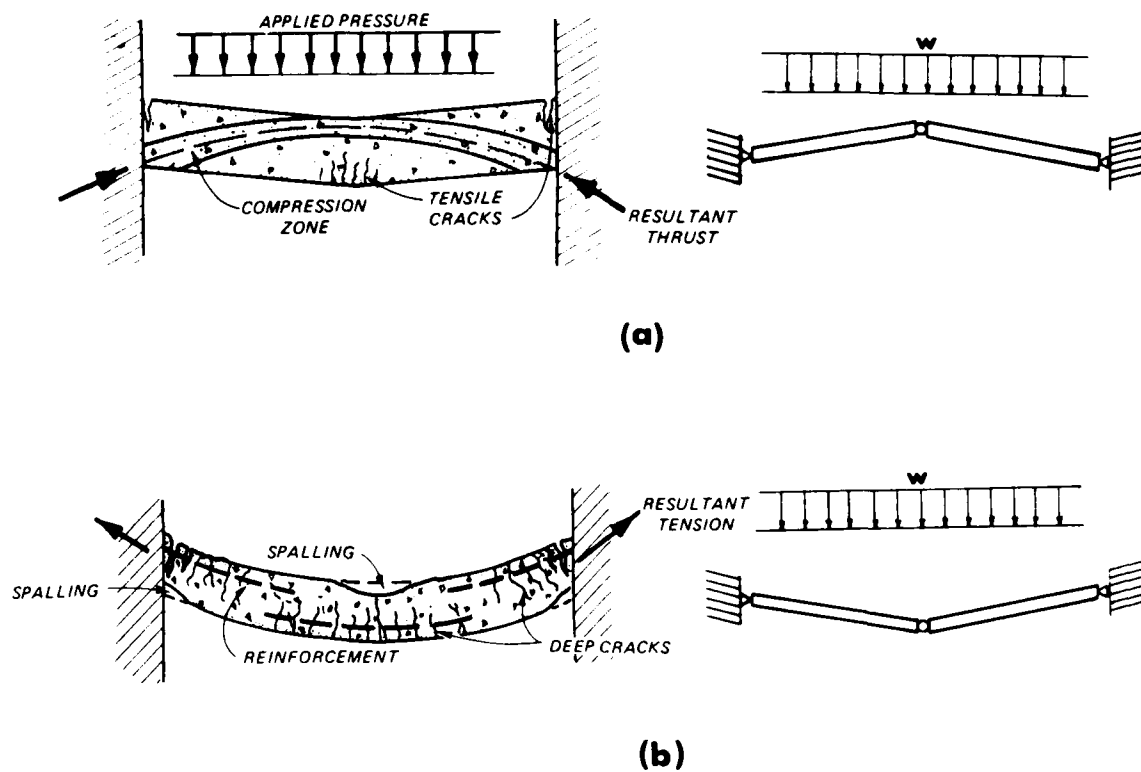 APPLIED PRESSURE
W
COMPRESSION
ZONE
TENSILE
CRACKS
RESULTANT
THRUST
(a)
W
RESULTANT
TENSION
SPALLING
SPALLING
REINFORCEMENT
DEEP CRACKS
(b)